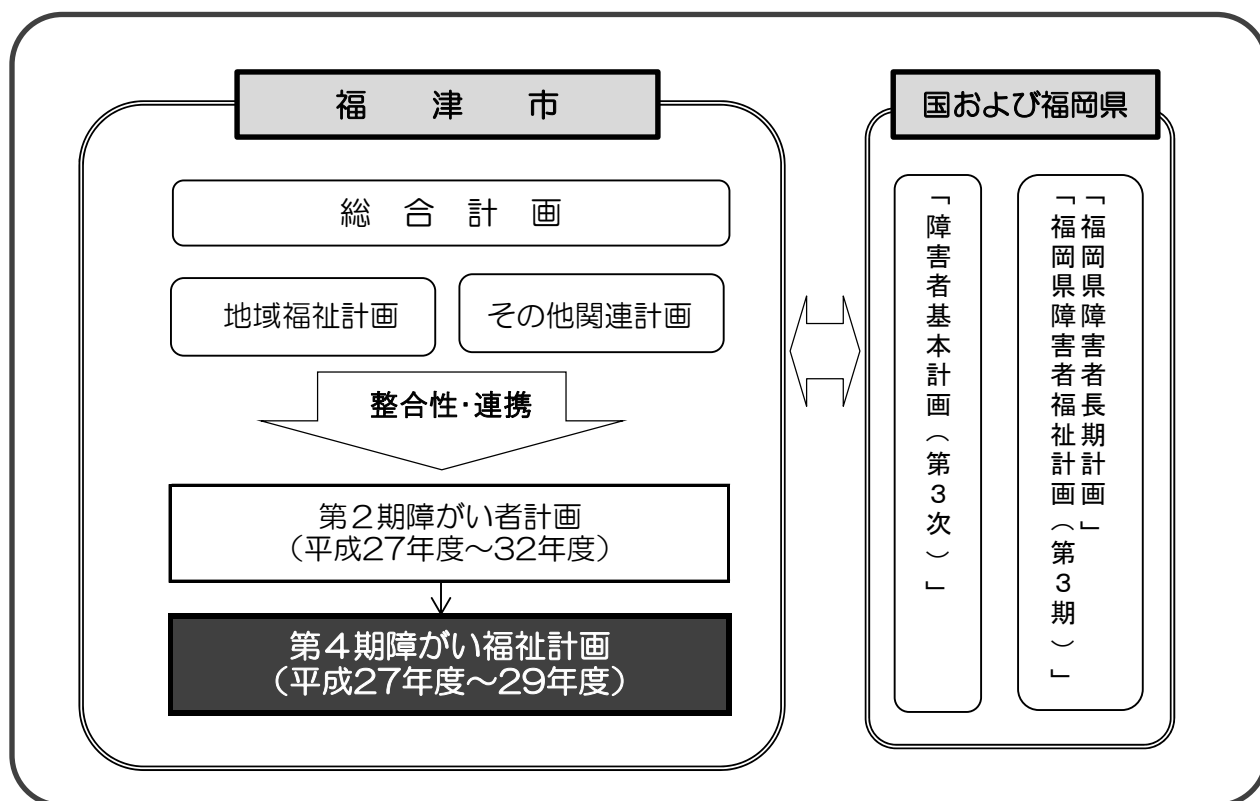 福津市
総合計画
地域福祉計画
その他関連計画
整合性・連携
第2期障がい者計画
(平成27年度～32年度)
第4期障がい福祉計画
(平成27年度～29年度)
国および福岡県
「障害者基本計画(第3次)」
「福岡県障害者長期計画」
「福岡県障害者福祉計画(第3期)」